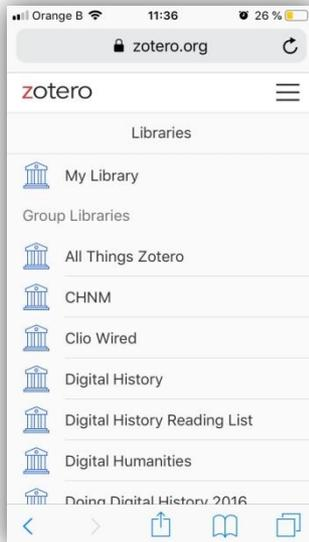 Orange B 11:36 26 %
zotero.org
zotero
Libraries
My Library
Group Libraries
All Things Zotero
CHNM
Clio Wired
Digital History
Digital History Reading List
Digital Humanities
Doing Digital History 2016